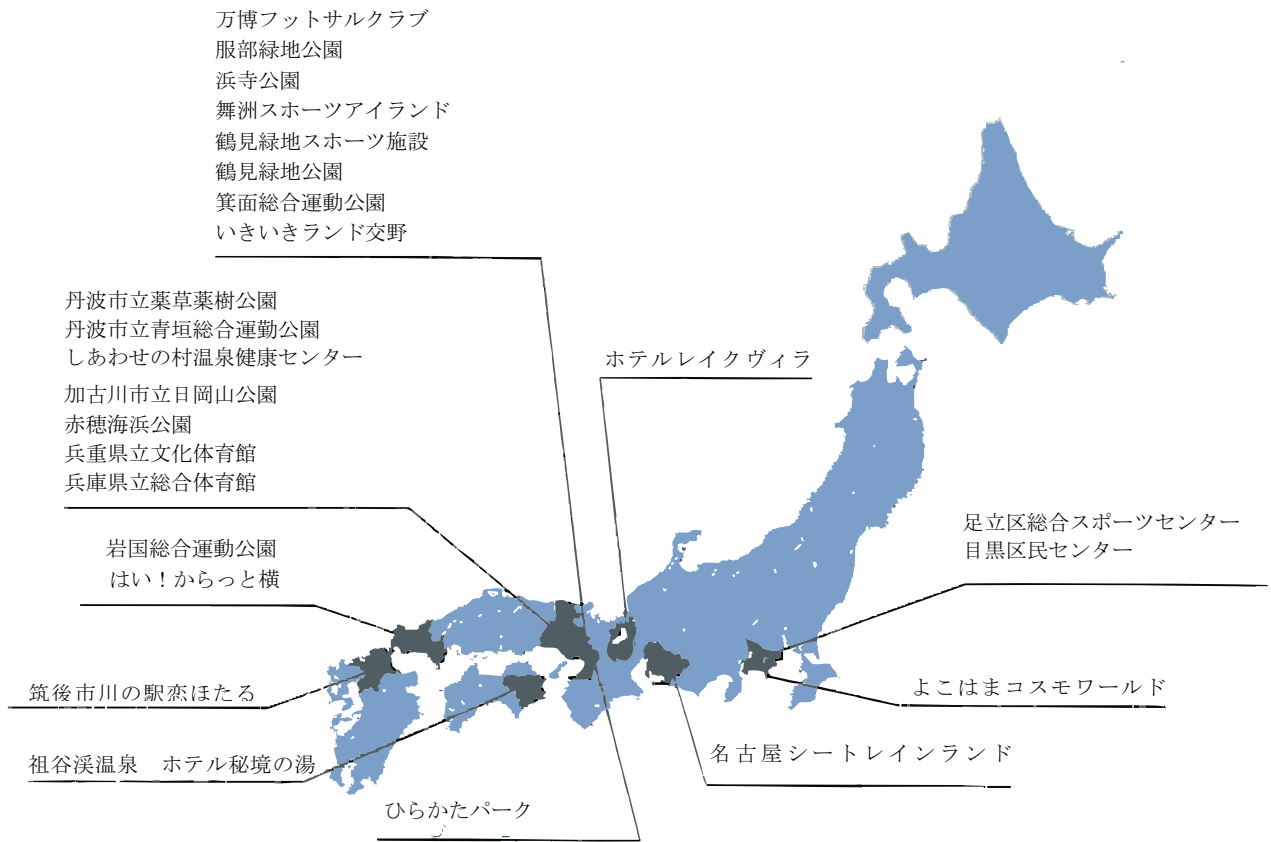 万博フットサルクラブ
服部緑地公園
浜寺公園
舞洲スポーツアイランド
鶴見緑地スポーツ施設
鶴見緑地公園
箕面総合運動公園
いきいきランド交野
丹波市立薬草薬樹公園
丹波市立青垣総合運勤公園
しあわせの村温泉健康センター
加古川市立日岡山公園
赤穂海浜公園
兵重県立文化体育館
兵庫県立総合体育館
ホテルレイクヴィラ
岩国総合運動公園
はい！からっと横
足立区総合スポーツセンター
目黒区民センター
筑後市川の駅恋ほたる
よこはまコスモワールド
祖谷渓温泉　ホテル秘境の湯
名古屋シートレインランド
ひらかたパーク